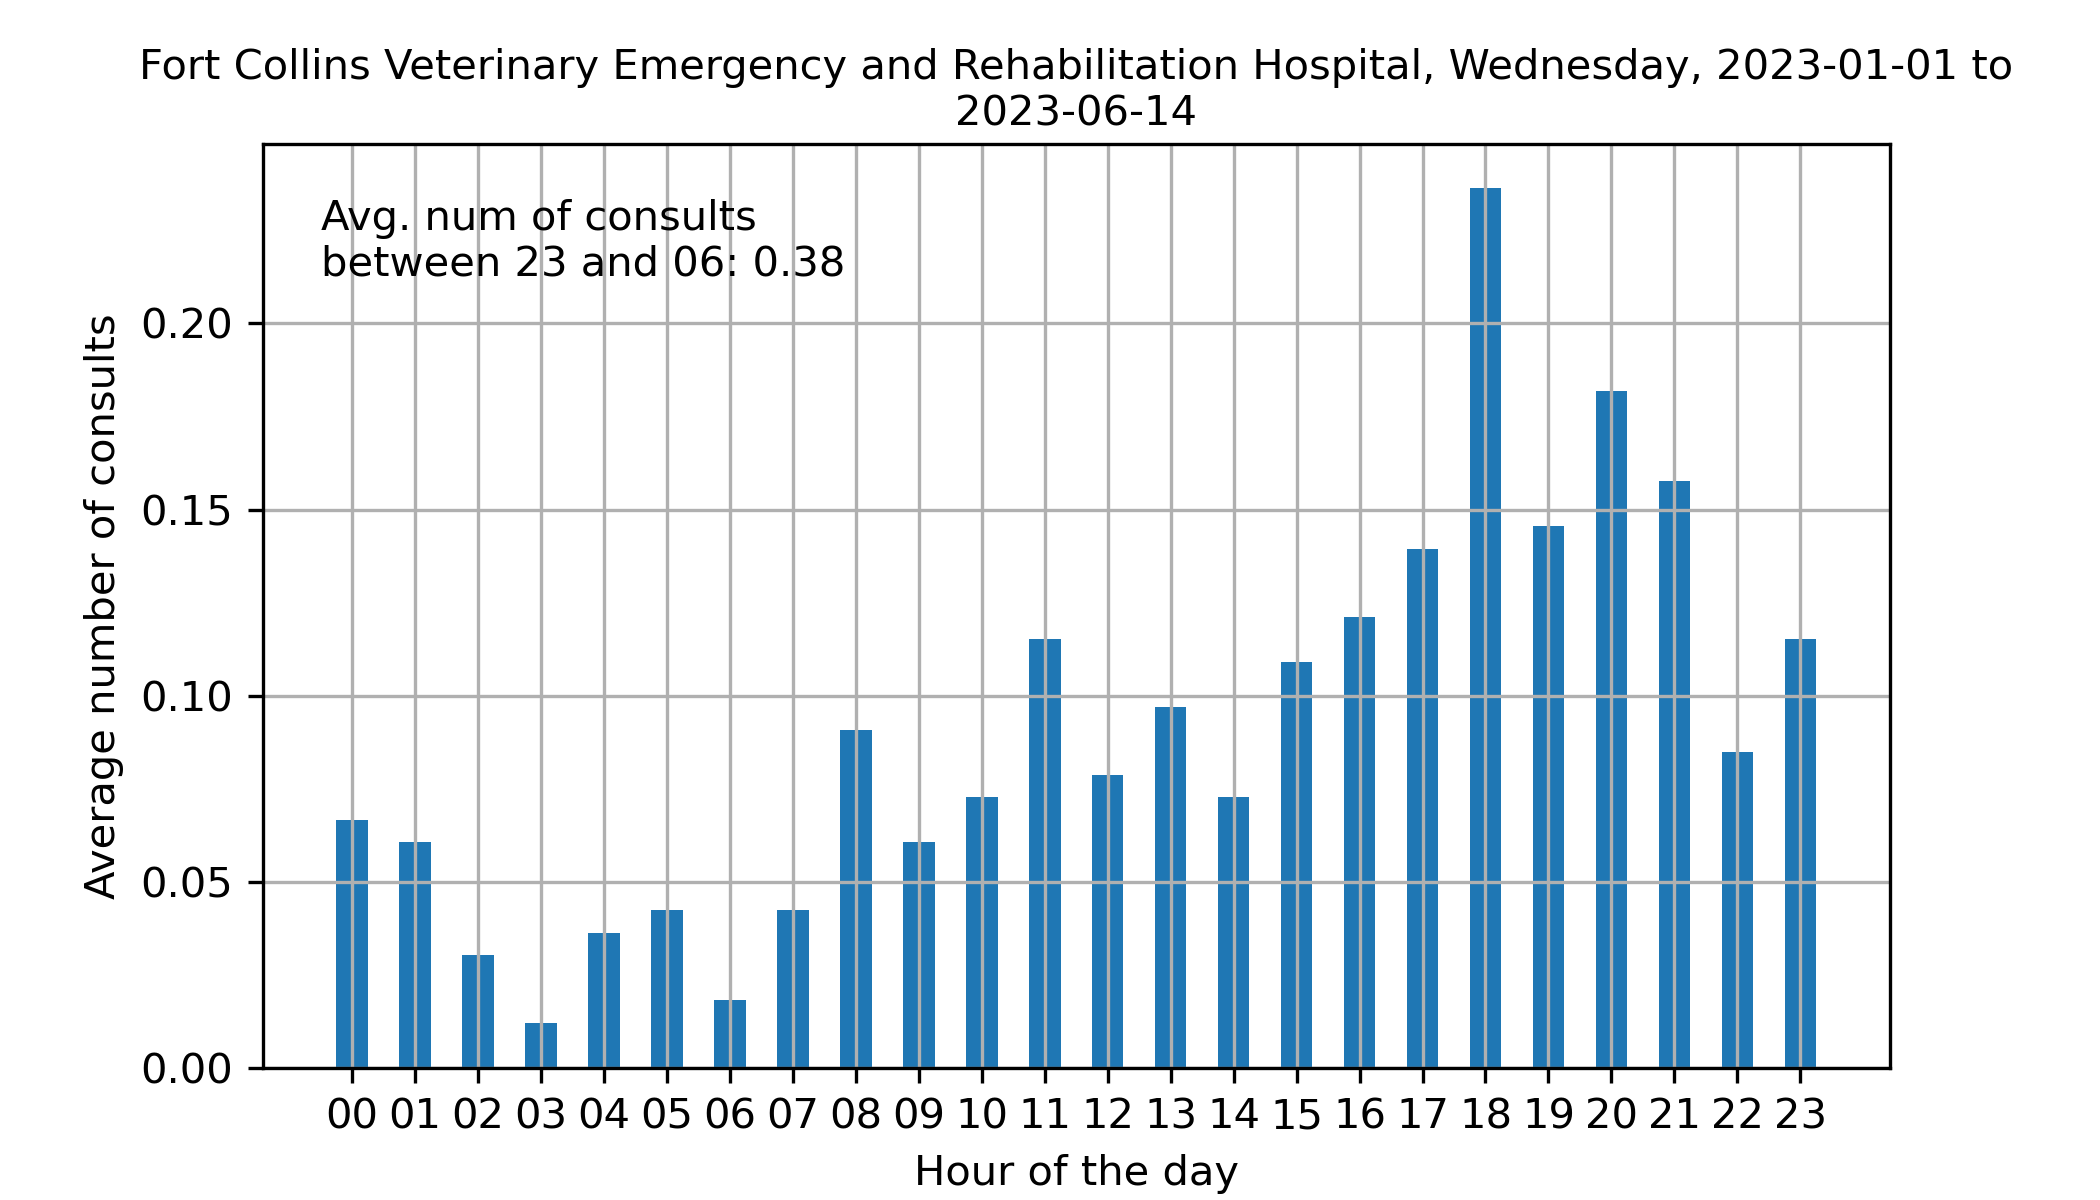 Fort Collins Veterinary Emergency and Rehabilitation Hospital, Wednesday, 2023-01-01 to
2023-06-14
Avg. num of consults
between 23 and 06: 0.38
Average number of consults
0.20
0.15
0.10
0.05
0.00
00 01 02 03 04 05 06 07 08 09 10 11 12 13 14 15 16 17 18 19 20 21 22 23
Hour of the day